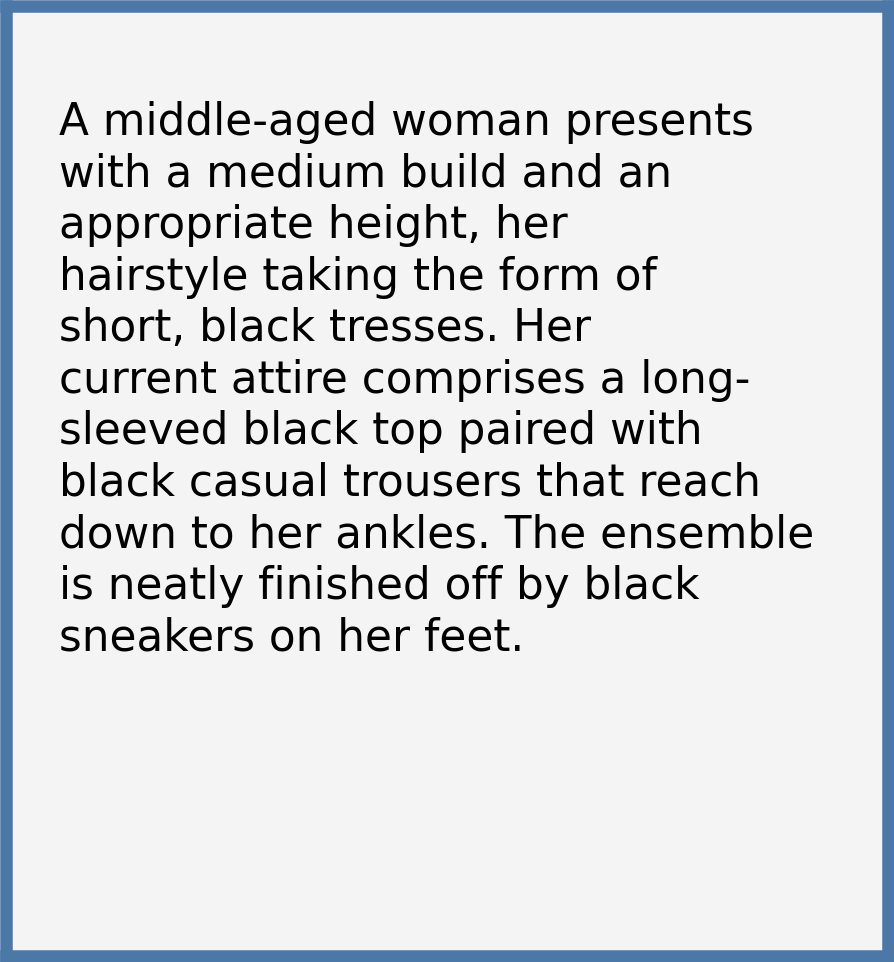 A middle-aged woman presents
with a medium build and an
appropriate height, her
hairstyle taking the form of
short, black tresses. Her
current attire comprises a long-
sleeved black top paired with
black casual trousers that reach
down to her ankles. The ensemble
is neatly finished off by black
sneakers on her feet.